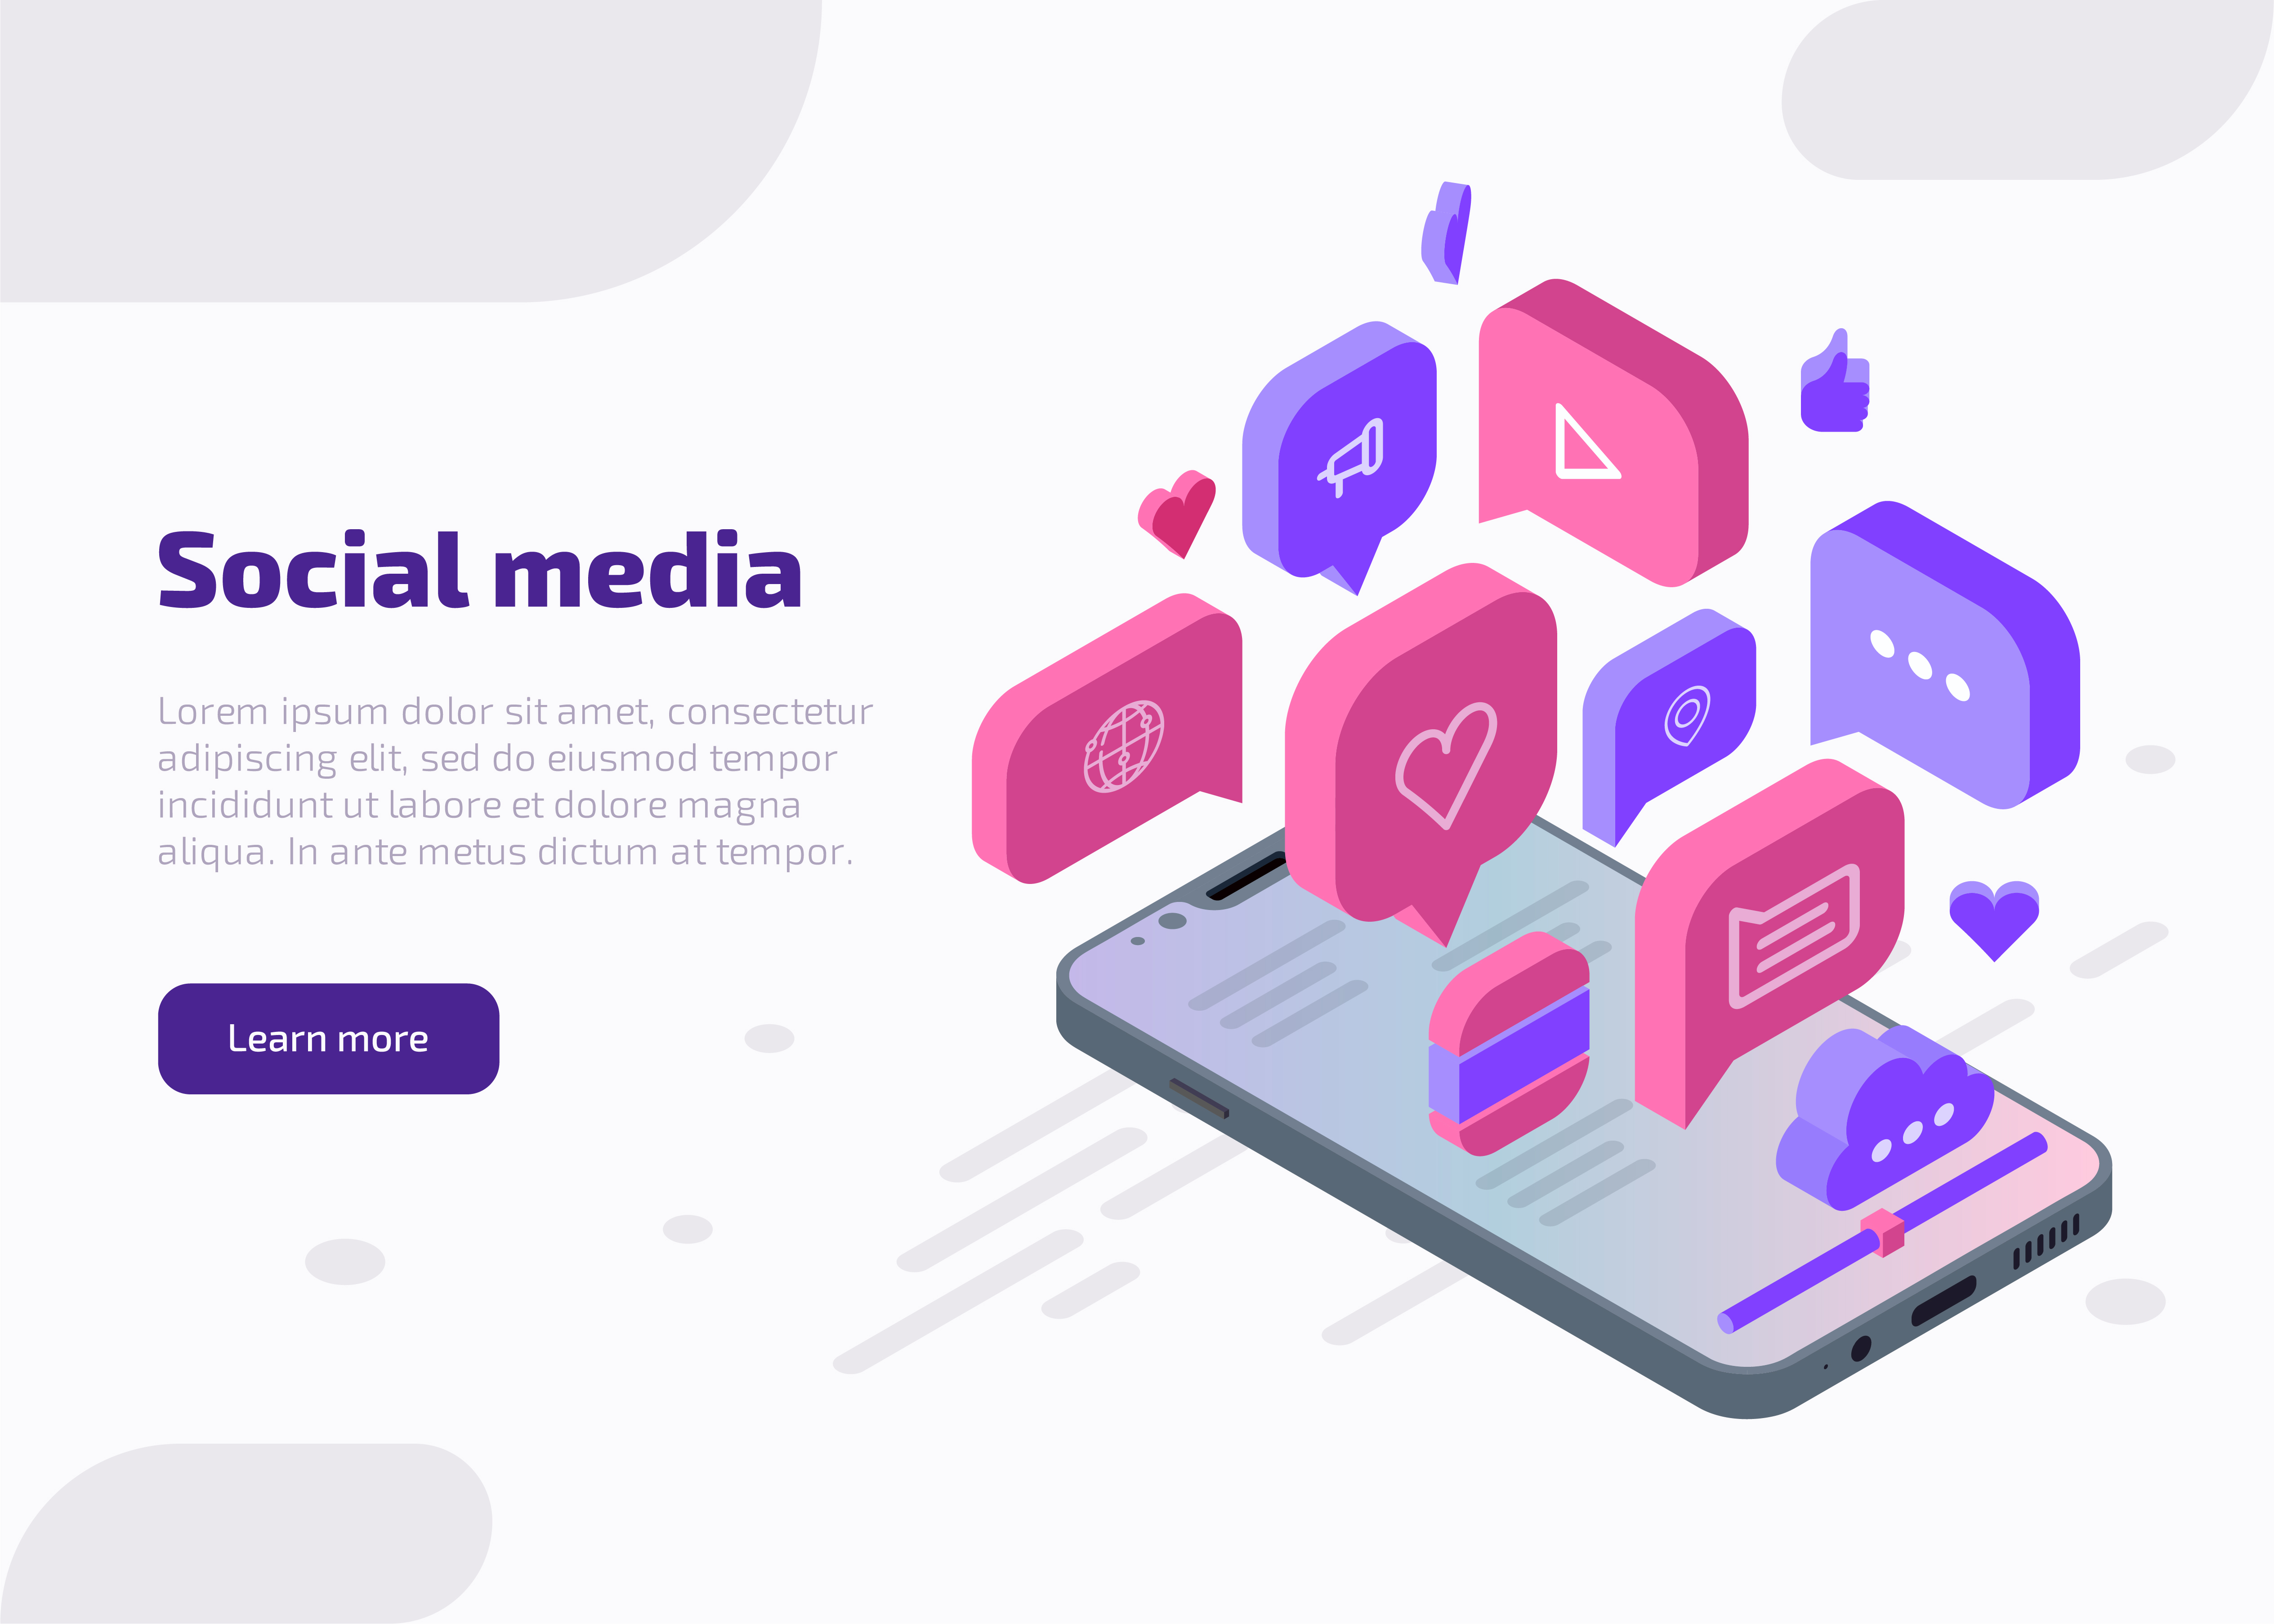 Social media
Lorem ipsum dolor sit amet, consectetur
adipiscing elit, sed do eiusmod tempor
incididunt ut labore et dolore magna
aliqua. In ante metus dictum at tempor.
Learn more